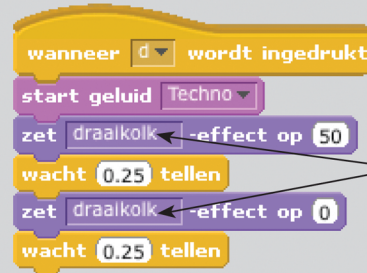 wanneer d wordt ingedrukt
start geluid Techno
zet draaikolk -effect op 50
wacht 0.25 tellen
zet draaikolk -effect op 0
wacht 0.25 tellen